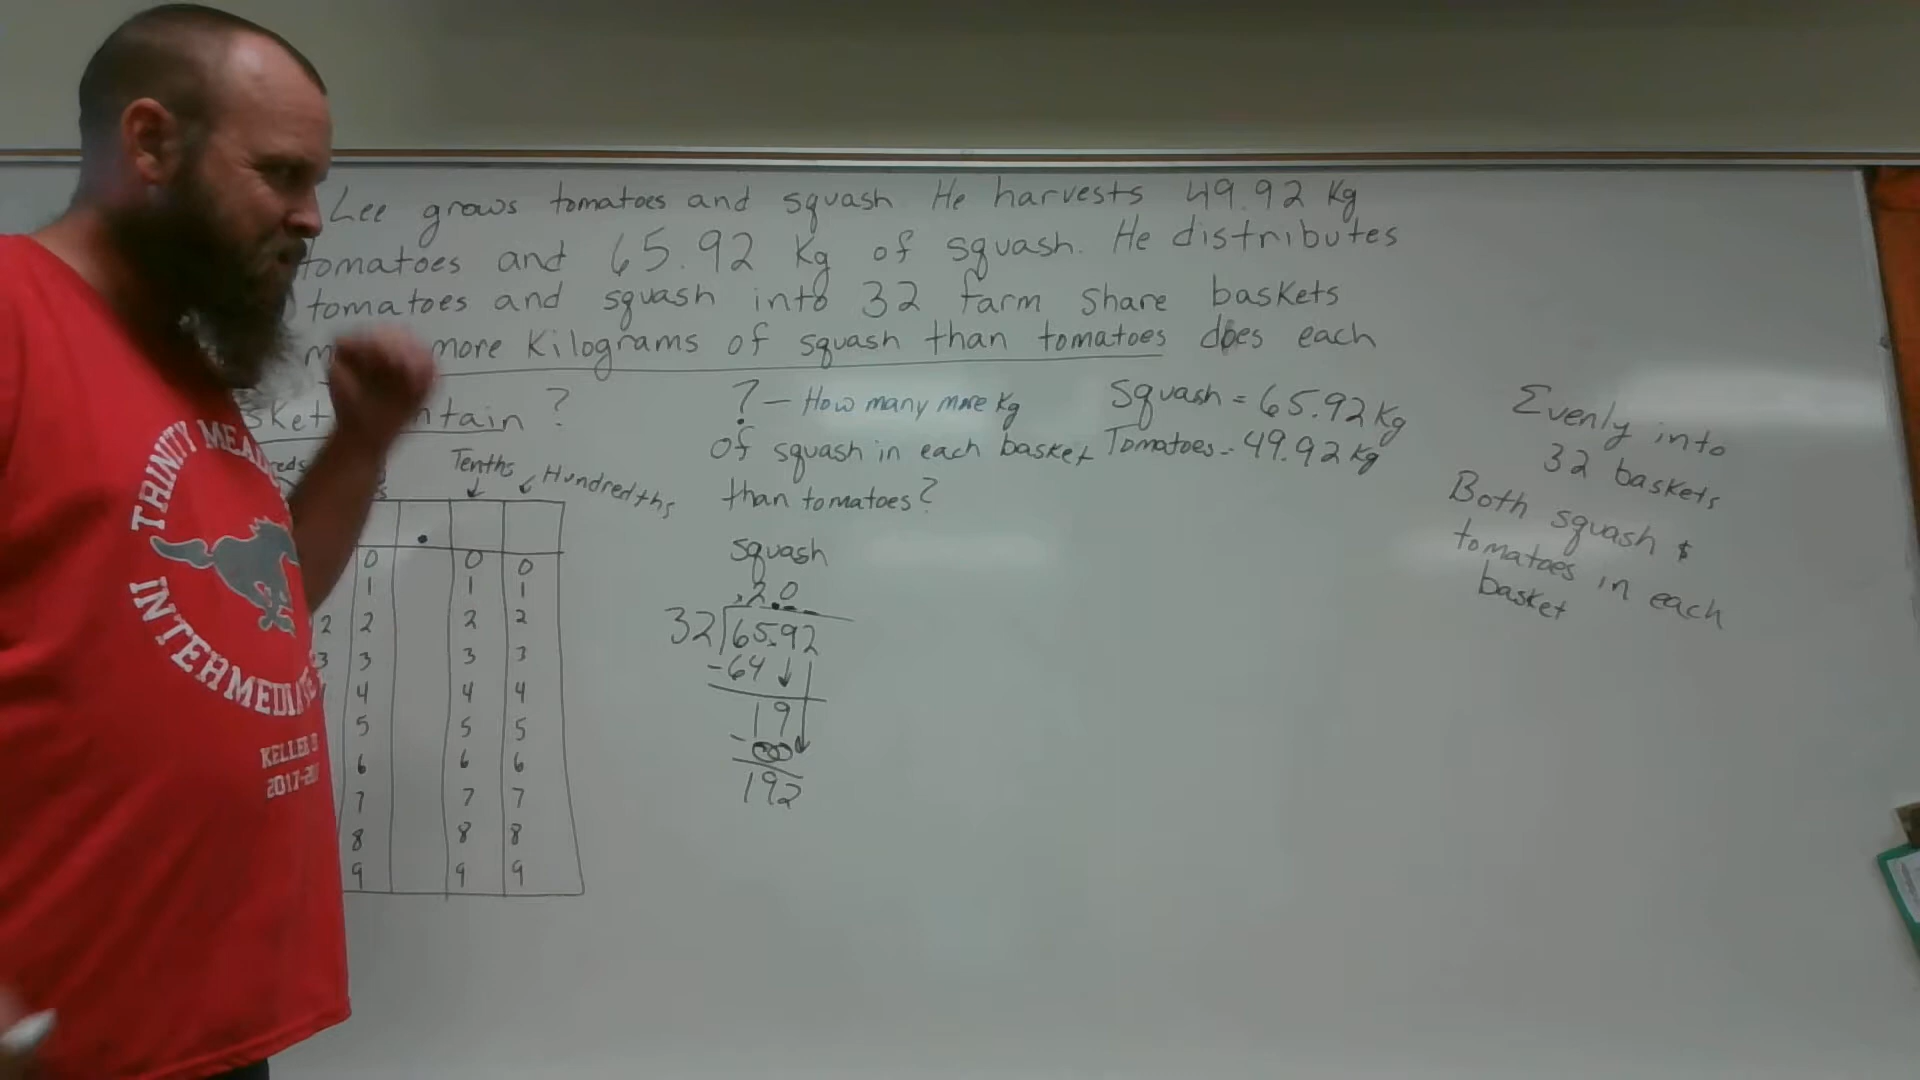 Lee grows tomatoes and squash He harvests 49.92 Kg
tomatoes and 65.92 Kg of squash. He distributes
tomatoes and squash into 32 farm share baskets
more Kilograms of squash than tomatoes does each
?
? - How many more kg
of squash in each basket
than tomatoes?
Squash = 65.92 Kg
Tomatoes = 49.92 Kg
Evenly into
32 baskets
Both squash &
tomatoes in each
basket
Tenths
Hundredths
.
0 0 0
1 1 1
2 2 2 2
3 3 3 3
4 4 4
5 5 5
6 6 6
7 7 7
8 8 8
9 9 9
squash
2.0
32 65.92
-64
19
- 00
192
TRINITY MEA
INTERMEDIATE
KELLER
2017-20